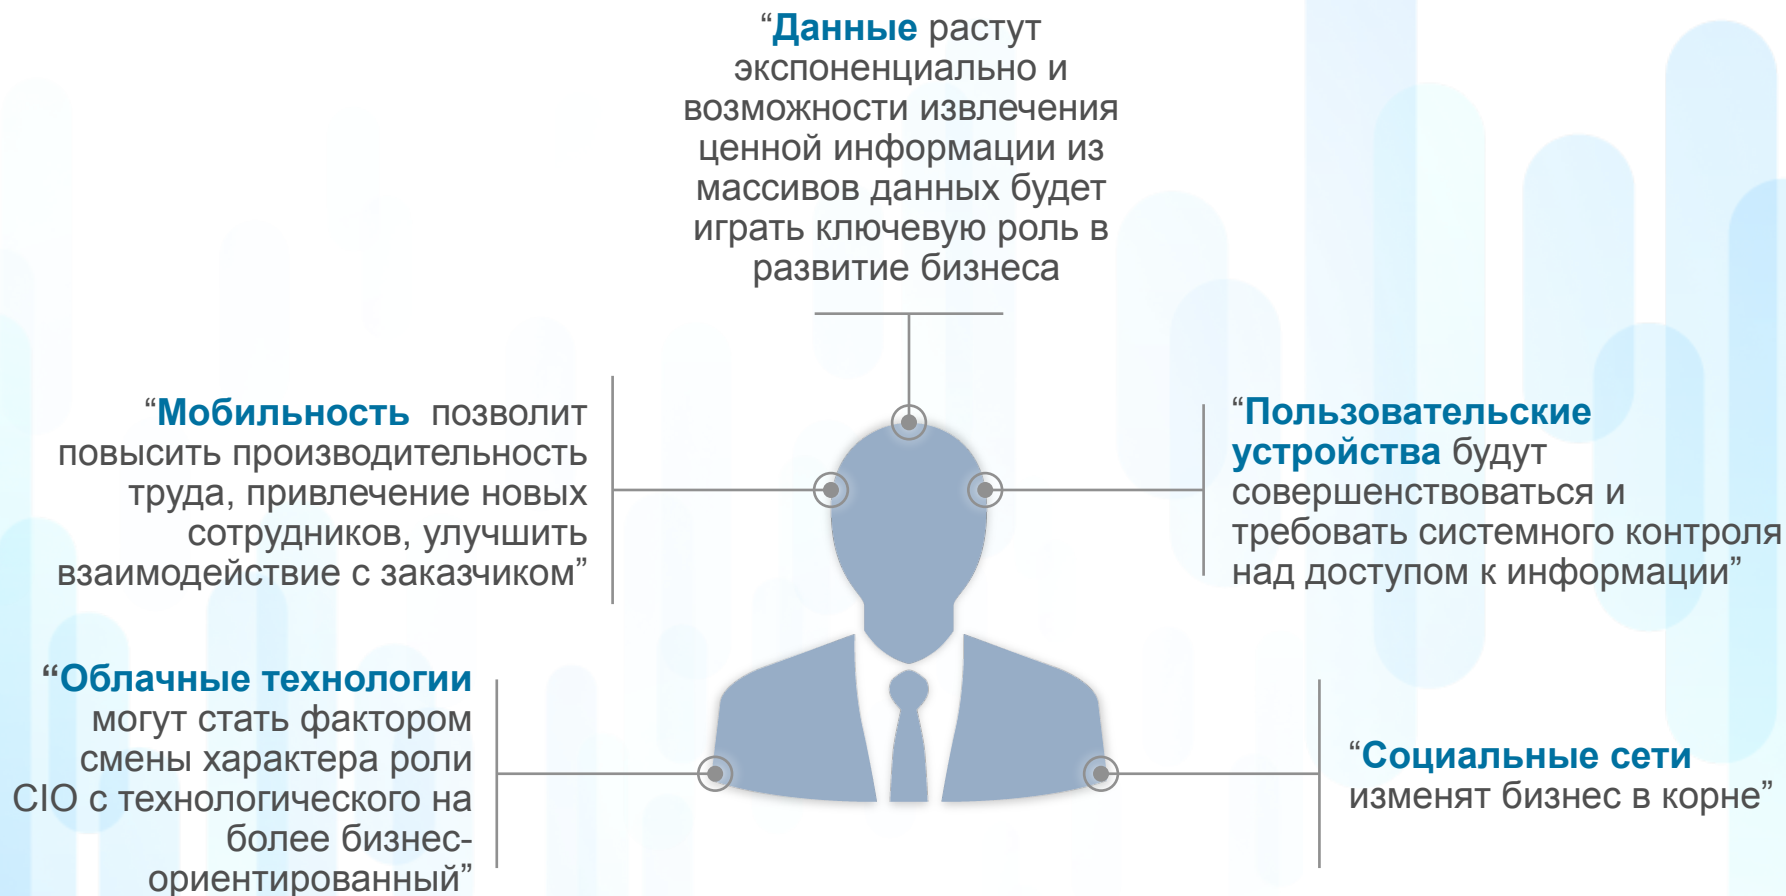 “Данные растут
экспоненциально и
возможности извлечения
ценной информации из
массивов данных будет
играть ключевую роль в
развитие бизнеса
“Мобильность позволит
повысить производительность
труда, привлечение новых
сотрудников, улучшить
взаимодействие с заказчиком”
“Пользовательские
устройства будут
совершенствоваться и
требовать системного контроля
над доступом к информации”
“Облачные технологии
могут стать фактором
смены характера роли
CIO с технологического на
более бизнес-
ориентированный”
“Социальные сети
изменят бизнес в корне”